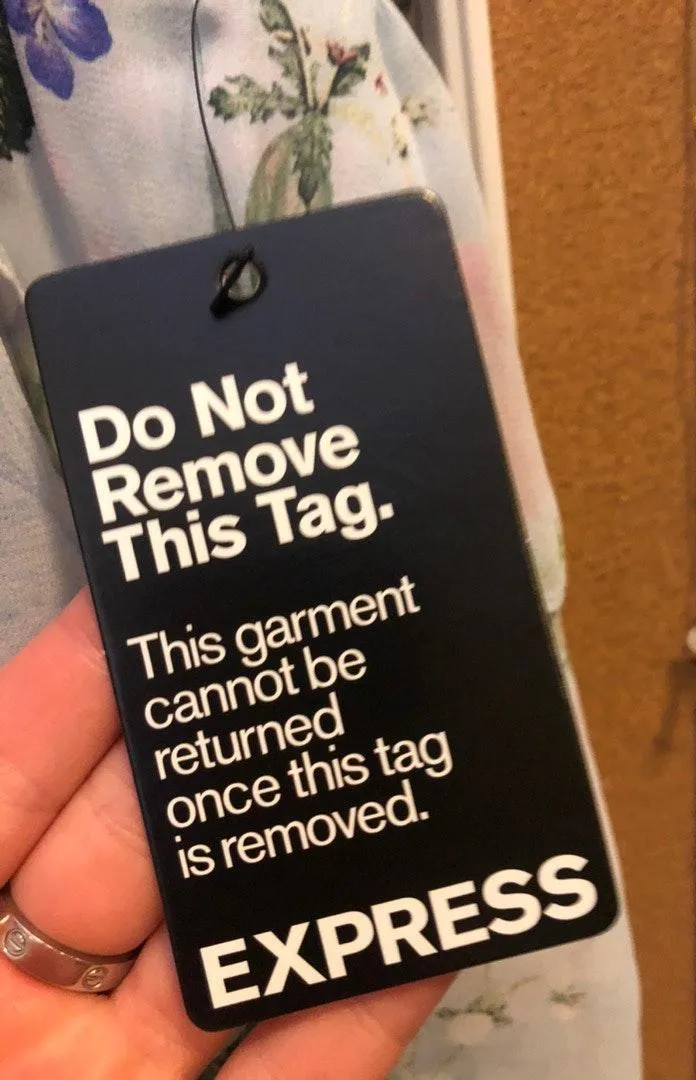 Do Not
Remove
This Tag.
This garment
cannot be
returned
once this tag
is removed.
EXPRESS